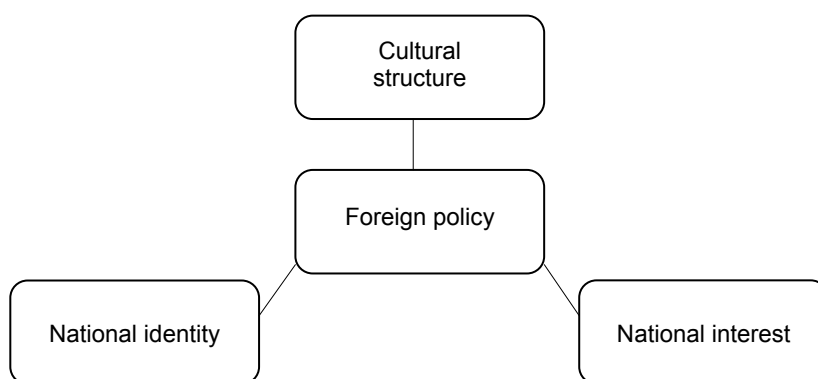 Cultural
structure
Foreign policy
National identity
National interest